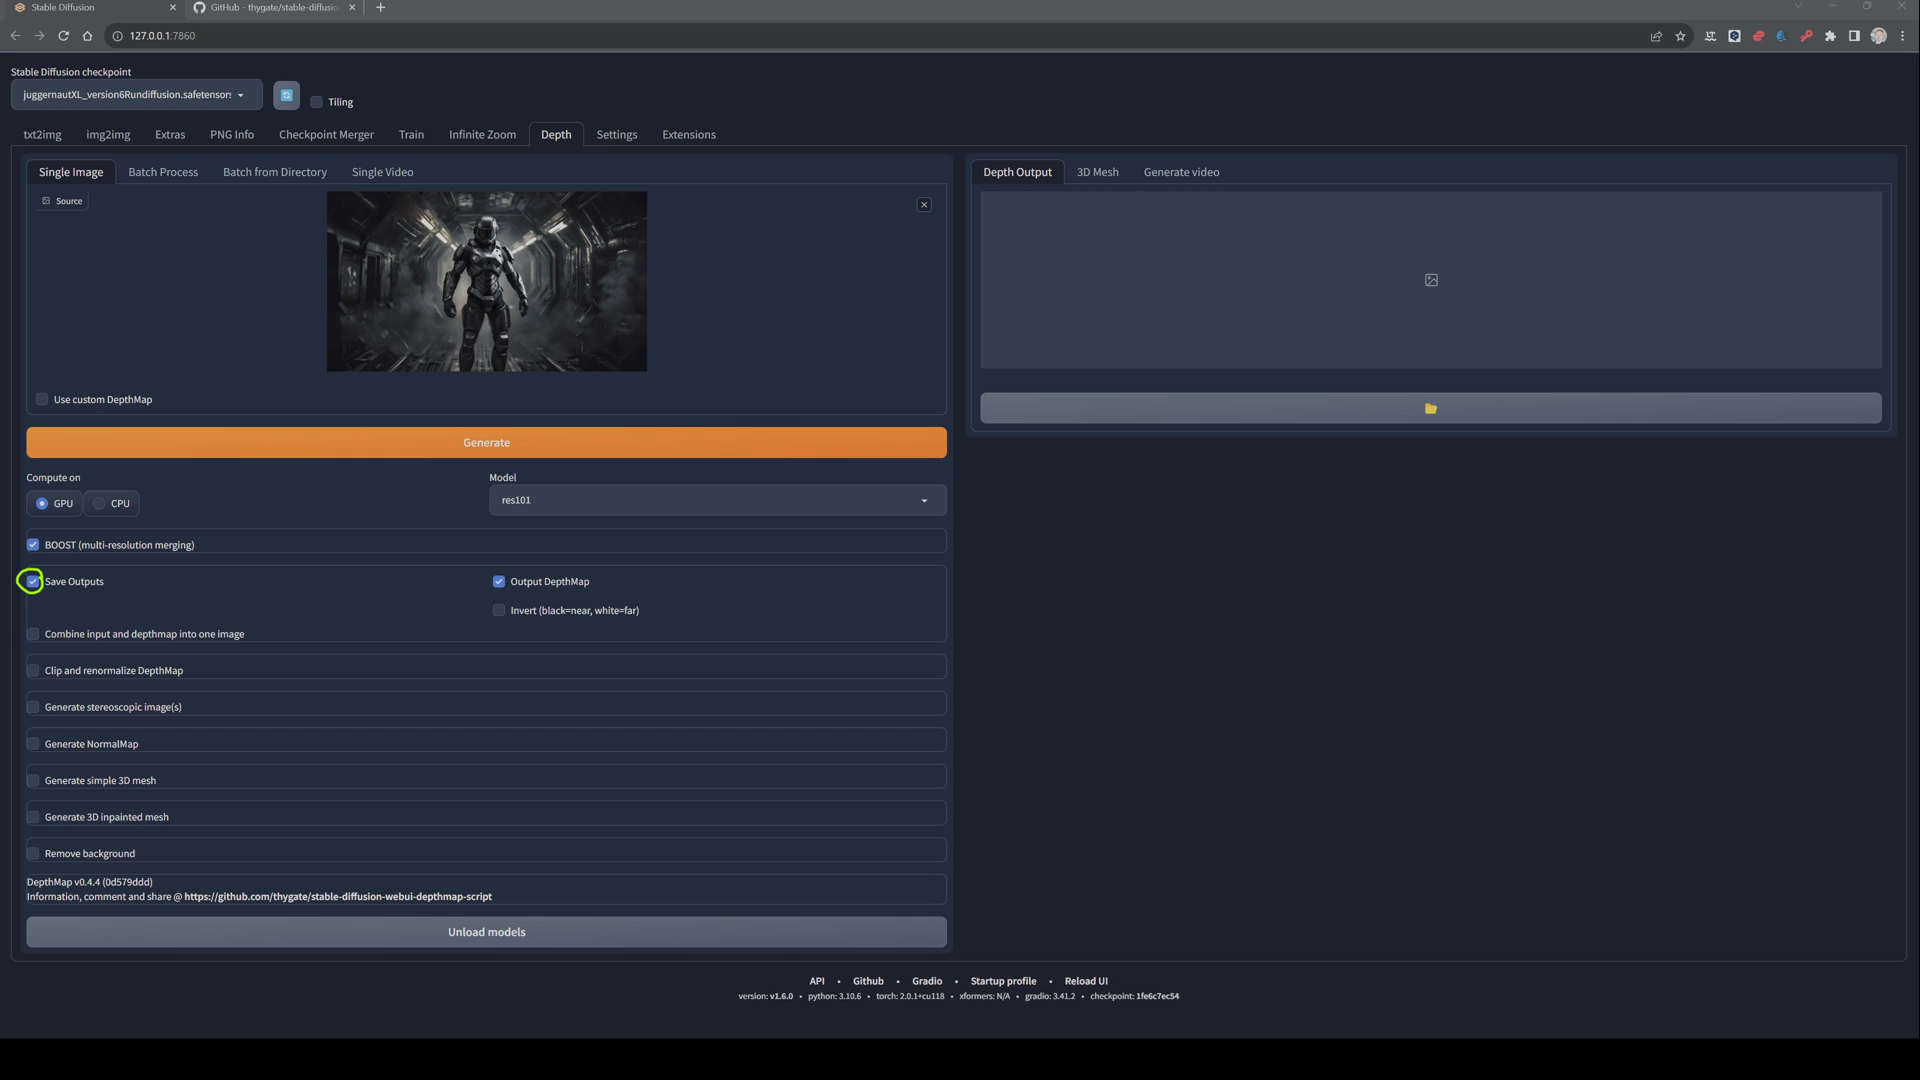 Stable Diffusion
GitHub - thygate/stable-diffusio
127.0.0.1:7860
Stable Diffusion checkpoint
juggernautXL_version6Rundiffusion.safetensors
Tiling
txt2img
img2img
Extras
PNG Info
Checkpoint Merger
Train
Infinite Zoom
Depth
Settings
Extensions
Single Image
Batch Process
Batch from Directory
Single Video
Source
Use custom DepthMap
Generate
Compute on
GPU
CPU
Model
res101
BOOST (multi-resolution merging)
Save Outputs
Output DepthMap
Invert (black=near, white=far)
Combine input and depthmap into one image
Clip and renormalize DepthMap
Generate stereoscopic image(s)
Generate NormalMap
Generate simple 3D mesh
Generate 3D inpainted mesh
Remove background
DepthMap v0.4.4 (0d579ddd)
Information, comment and share @ https://github.com/thygate/stable-diffusion-webui-depthmap-script
Unload models
Depth Output
3D Mesh
Generate video
API • Github • Gradio • Startup profile • Reload UI
version: v1.6.0 • python: 3.10.6 • torch: 2.0.1+cu118 • xformers: N/A • gradio: 3.41.2 • checkpoint: 1fe6c7ec54